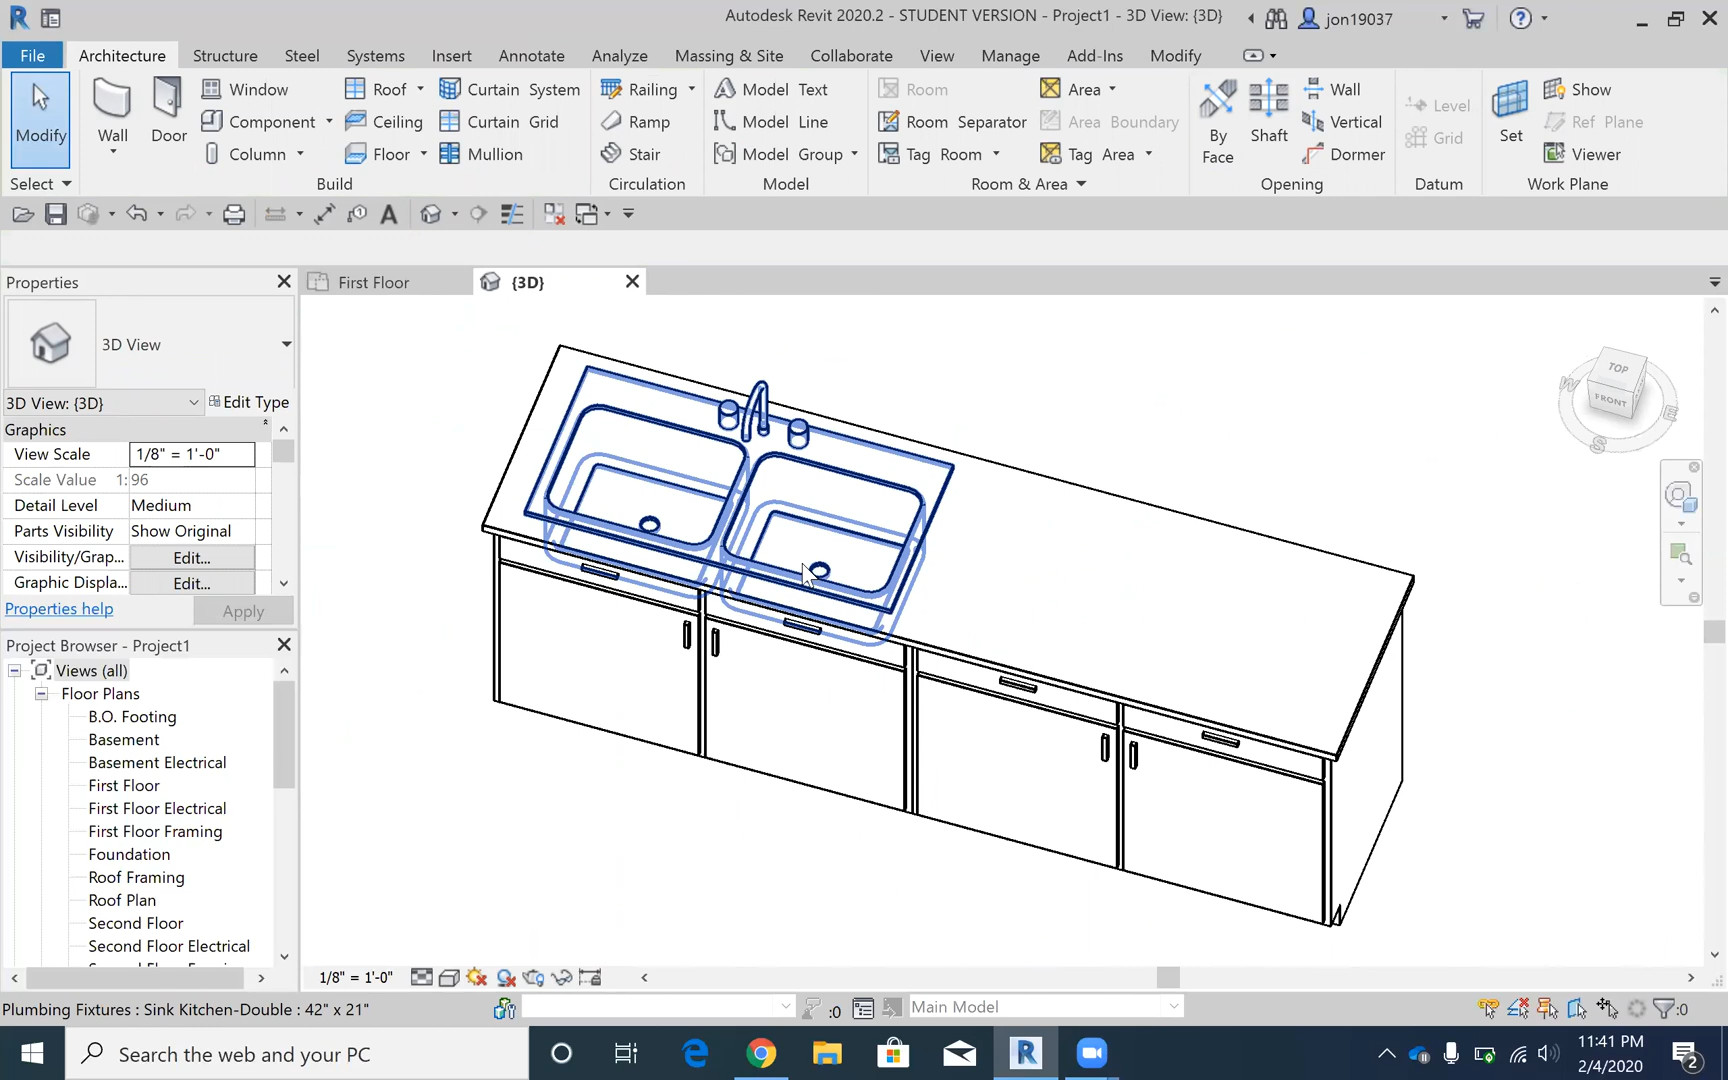 Autodesk Revit 2020.2 - STUDENT VERSION - Project1 - 3D View: {3D}
jon19037
File
Architecture
Structure
Steel
Systems
Insert
Annotate
Analyze
Massing & Site
Collaborate
View
Manage
Add-Ins
Modify
Modify
Wall
Door
Window
Component
Column
Roof
Ceiling
Floor
Curtain System
Curtain Grid
Mullion
Railing
Ramp
Stair
Model Text
Model Line
Model Group
Room
Room Separator
Tag Room
Area
Area Boundary
Tag Area
By
Face
Shaft
Wall
Vertical
Dormer
Level
Grid
Set
Show
Ref Plane
Viewer
Select
Build
Circulation
Model
Room & Area
Opening
Datum
Work Plane
Properties
First Floor
{3D}
3D View
3D View: {3D}
Edit Type
Graphics
View Scale
1/8" = 1'-0"
Scale Value 1:
96
Detail Level
Medium
Parts Visibility
Show Original
Visibility/Grap...
Edit...
Graphic Displa...
Edit...
Properties help
Apply
Project Browser - Project1
Views (all)
Floor Plans
B.O. Footing
Basement
Basement Electrical
First Floor
First Floor Electrical
First Floor Framing
Foundation
Roof Framing
Roof Plan
Second Floor
Second Floor Electrical
TOP
FRONT
W
S
E
1/8" = 1'-0"
Plumbing Fixtures : Sink Kitchen-Double : 42" x 21"
:0
Main Model
:0
Search the web and your PC
11:41 PM
2/4/2020
2